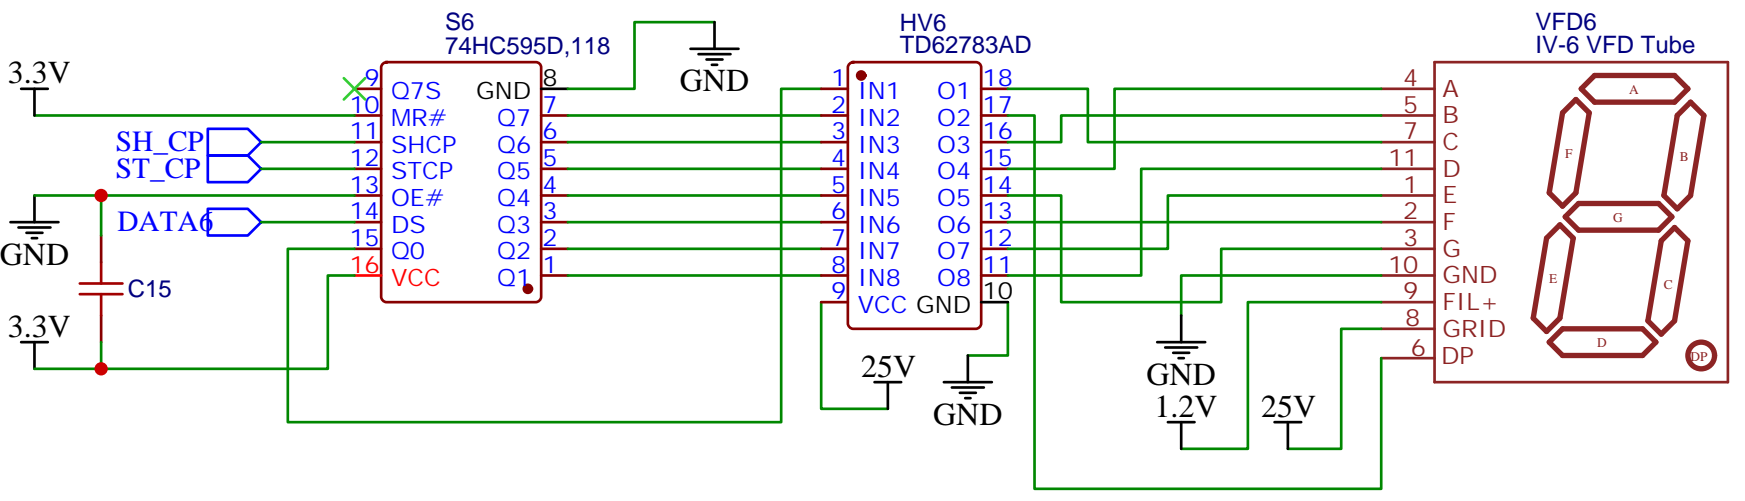 S6
74HC595D,118
HV6
TD62783AD
VFD6
IV-6 VFD Tube
3.3V
GND
GND
3.3V
SH_CP
ST_CP
DATA6
C15
9 Q7S
10 MR#
11 SHCP
12 STCP
13 OE#
14 DS
15 Q0
16 VCC
GND 8
Q7 7
Q6 6
Q5 5
Q4 4
Q3 3
Q2 2
Q1 1
1 IN1
2 IN2
3 IN3
4 IN4
5 IN5
6 IN6
7 IN7
8 IN8
9 VCC
O1 18
O2 17
O3 16
O4 15
O5 14
O6 13
O7 12
O8 11
GND 10
25V
GND
GND
1.2V
25V
4 A
5 B
7 C
11 D
1 E
2 F
3 G
10 GND
9 FIL+
8 GRID
6 DP
A
F
B
G
E
C
D
DP